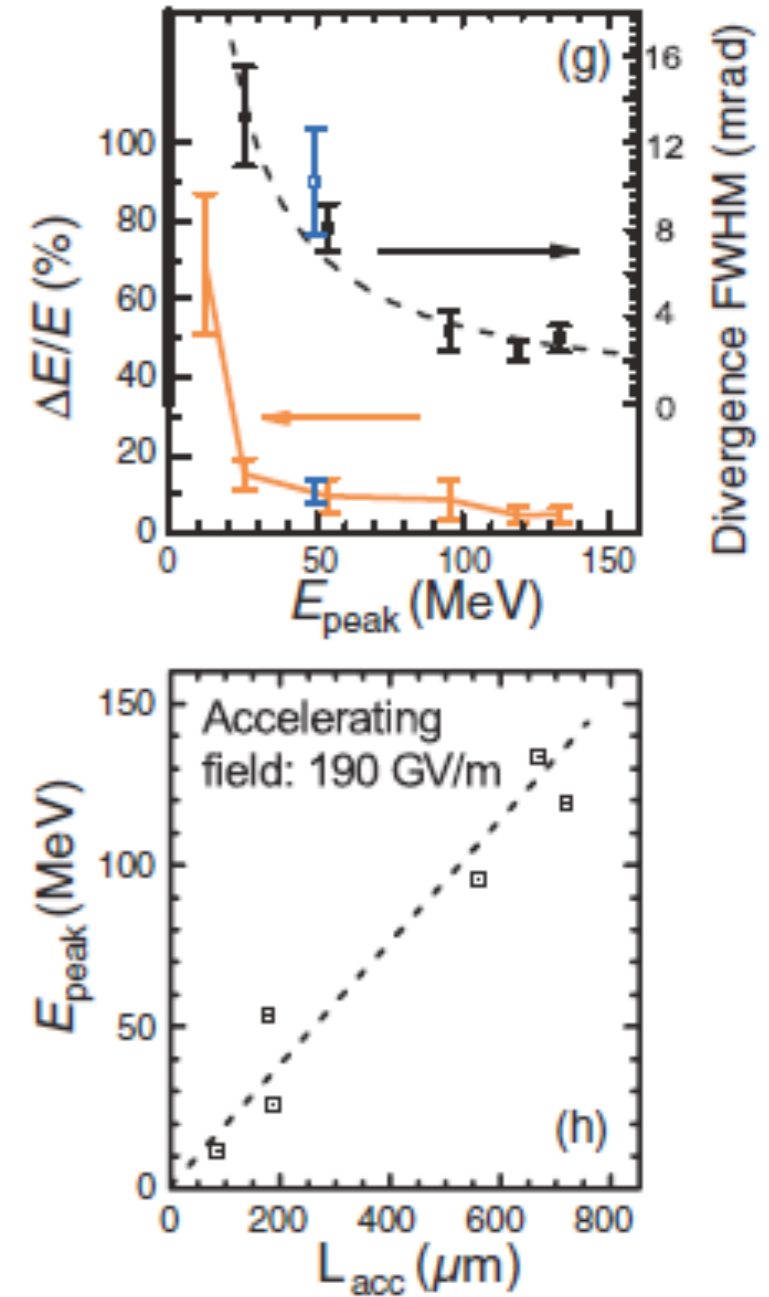 (g)
100
80
60
40
20
0
ΔE/E (%)
16
12
8
4
0
Divergence FWHM (mrad)
0 50 100 150
E_peak (MeV)
Accelerating
field: 190 GV/m
(h)
150
100
50
0
E_peak (MeV)
0 200 400 600 800
L_acc (μm)